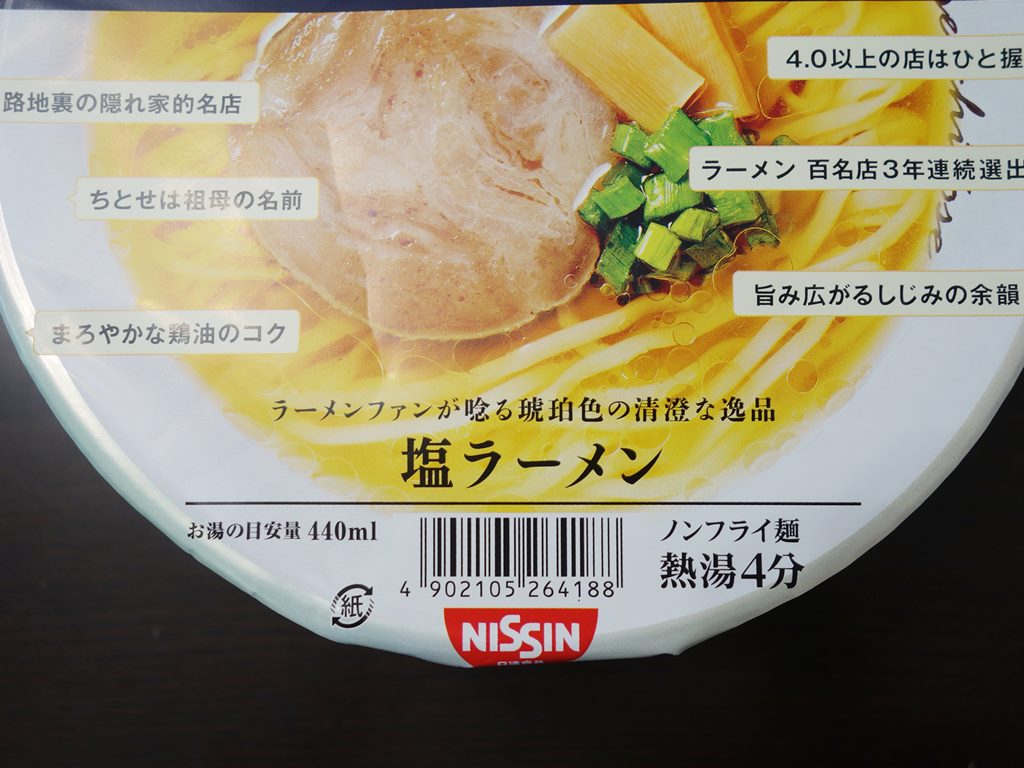 4.0以上の店はひと握
路地裏の隠れ家的名店
ラーメン 百名店3年連続選出
ちとせは祖母の名前
旨み広がるしじみの余韻
まろやかな鶏油のコク
ラーメンファンが唸る琥珀色の清澄な逸品
塩ラーメン
お湯の目安量 440ml
ノンフライ麺
熱湯4分
4 902105 264188
紙
NISSIN
日清食品